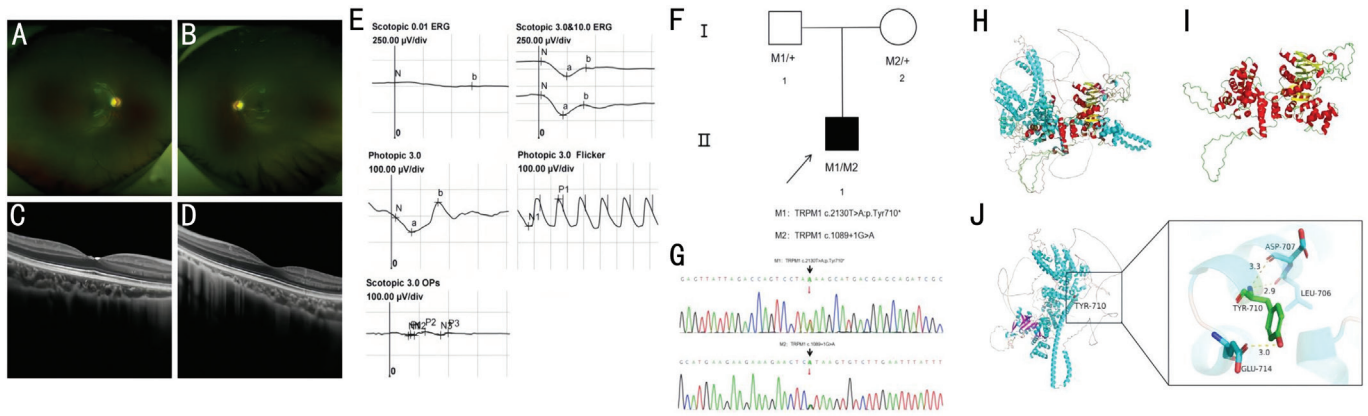 A
B
C
D
E
Scotopic 0.01 ERG
250.00 µV/div
N
b
0
Scotopic 3.0&10.0 ERG
250.00 µV/div
N
a
b
N
a
b
0
Photopic 3.0
100.00 µV/div
N
a
b
0
Photopic 3.0 Flicker
100.00 µV/div
N1
P1
0
Scotopic 3.0 OPs
100.00 µV/div
P2
N3
P3
0
F
I
M1/+
1
M2/+
2
II
M1/M2
1
M1: TRPM1 c.2130T>A:p.Tyr710*
M2: TRPM1 c.1089+1G>A
G
M1: TRPM1 c.2130T>A:p.Tyr710*
M2: TRPM1 c.1089+1G>A
H
I
J
TYR-710
ASP-707
3.3
2.9
LEU-706
TYR-710
3.0
GLU-714